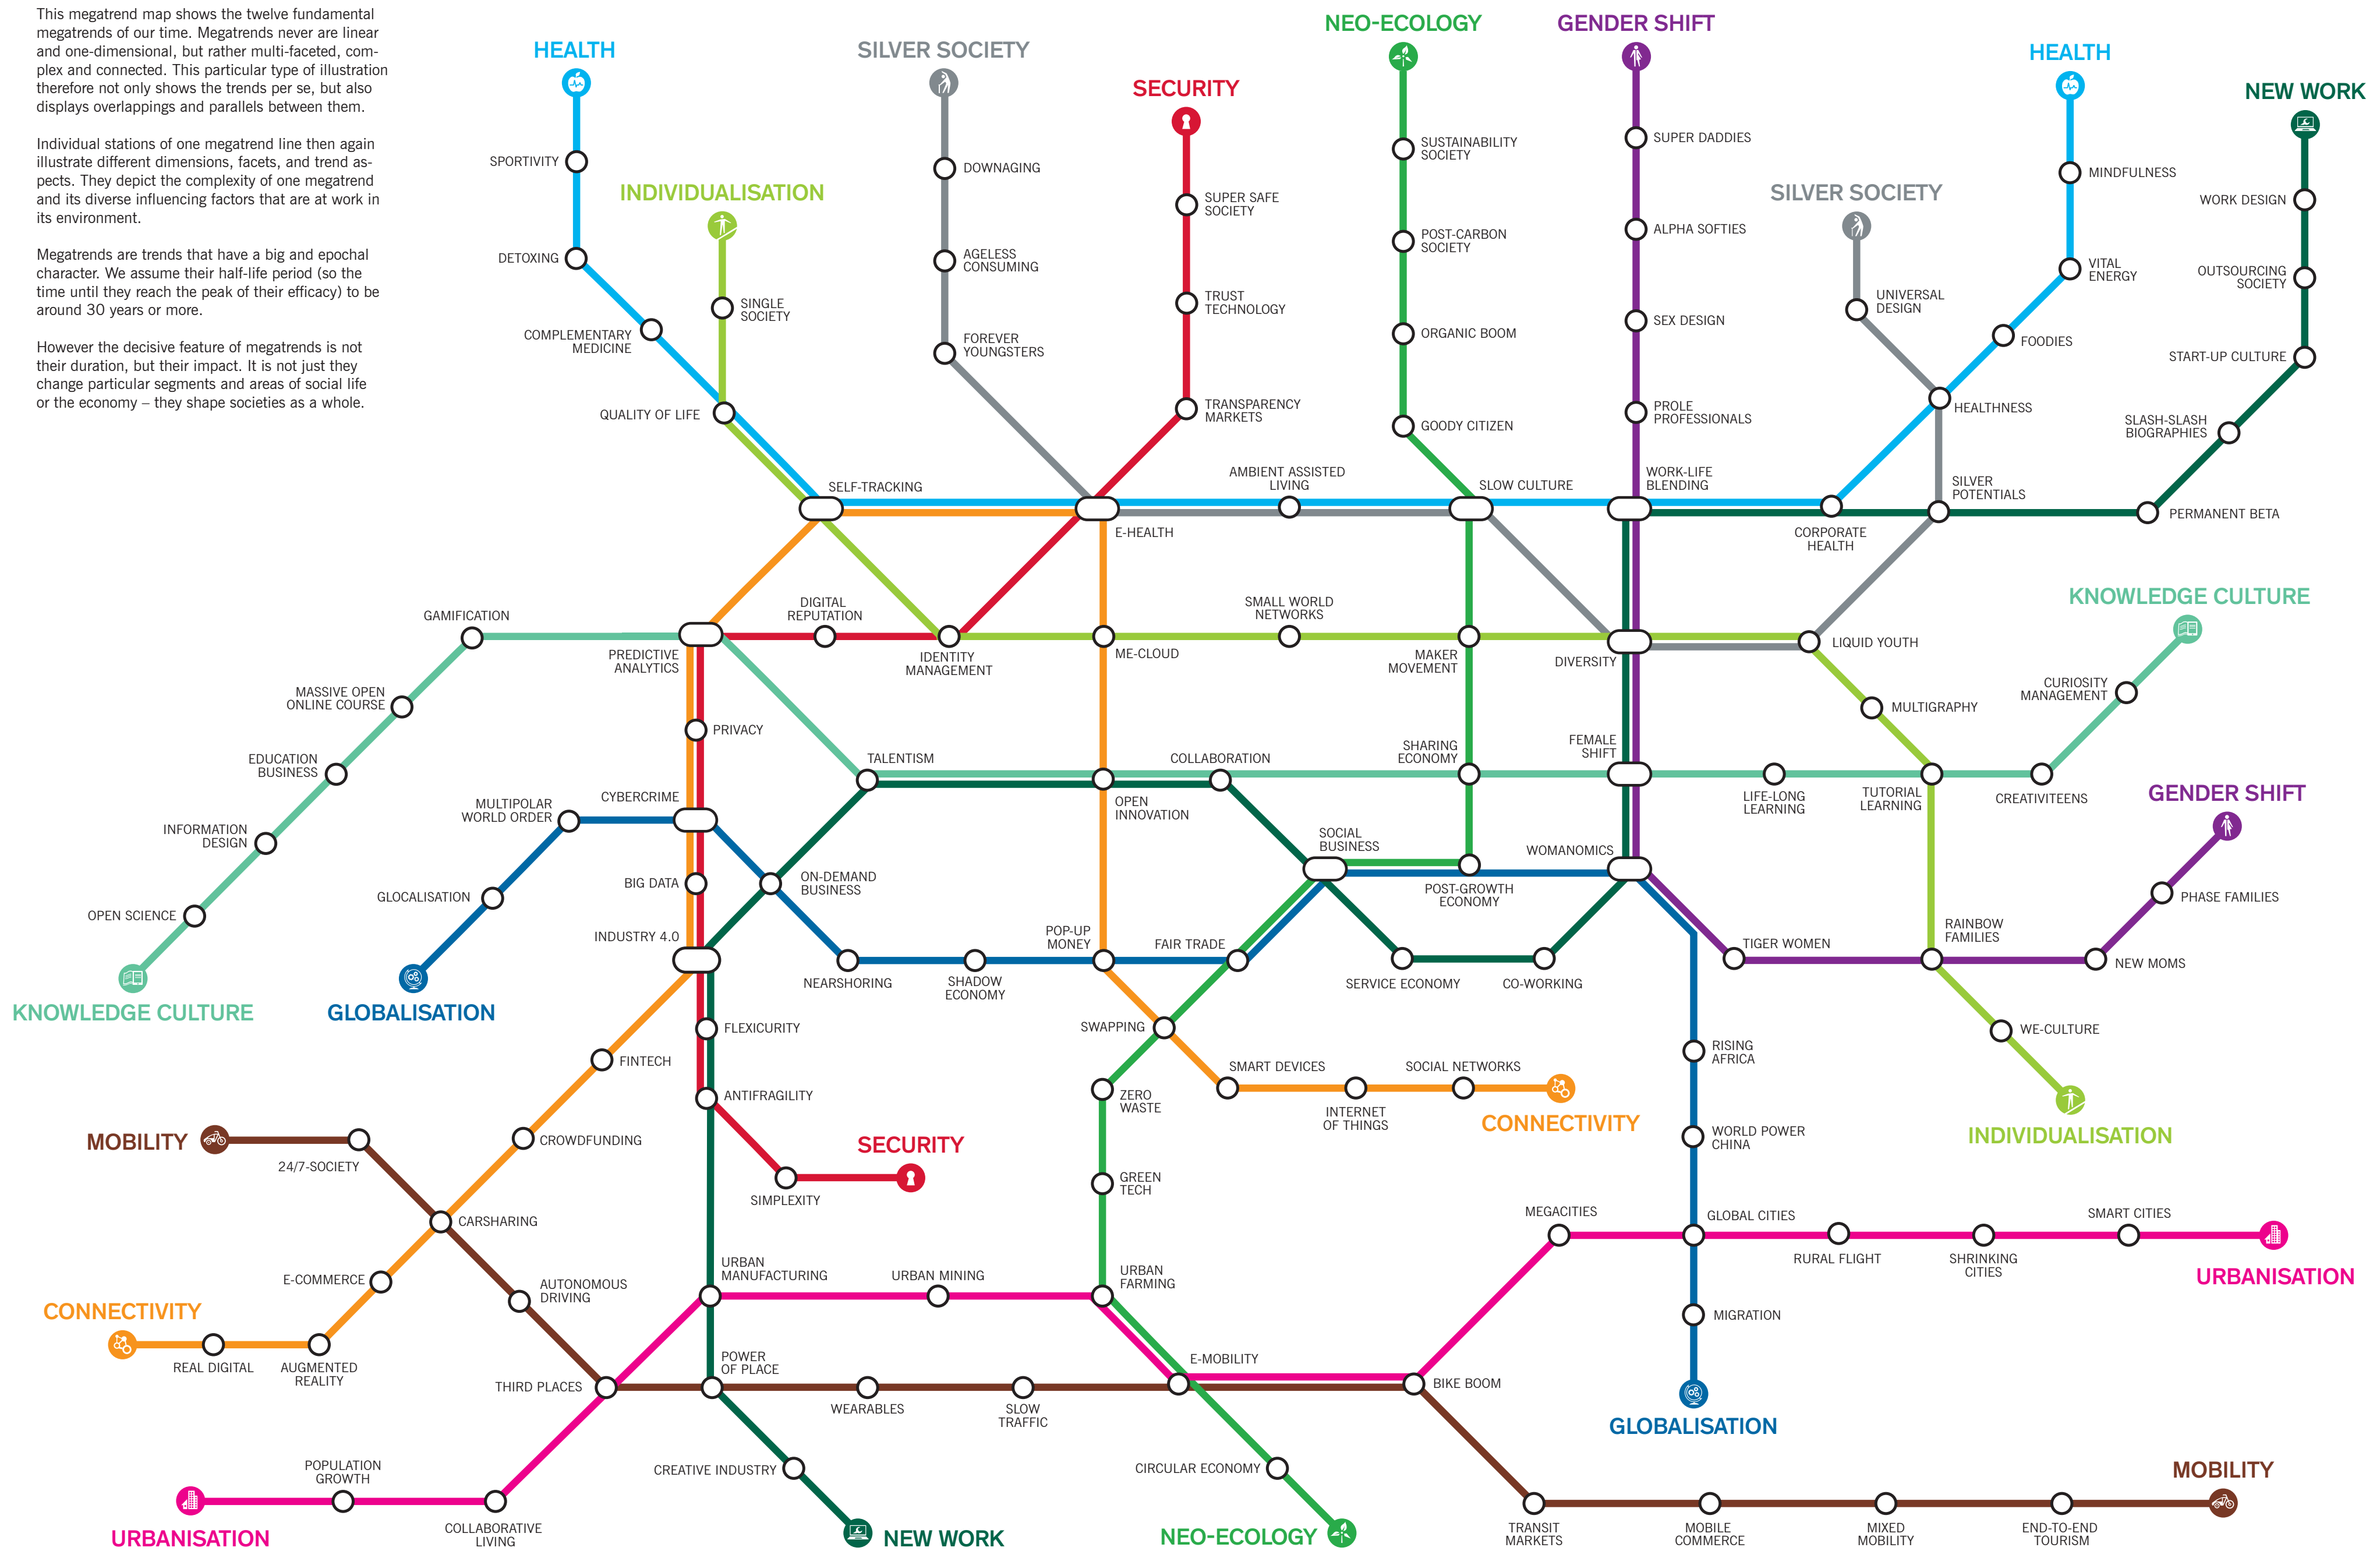 This megatrend map shows the twelve fundamental
megatrends of our time. Megatrends never are linear
and one-dimensional, but rather multi-faceted, com-
plex and connected. This particular type of illustration
therefore not only shows the trends per se, but also
displays overlappings and parallels between them.
Individual stations of one megatrend line then again
illustrate different dimensions, facets, and trend as-
pects. They depict the complexity of one megatrend
and its diverse influencing factors that are at work in
its environment.
Megatrends are trends that have a big and epochal
character. We assume their half-life period (so the
time until they reach the peak of their efficacy) to be
around 30 years or more.
However the decisive feature of megatrends is not
their duration, but their impact. It is not just they
change particular segments and areas of social life
or the economy – they shape societies as a whole.
HEALTH
SILVER SOCIETY
SECURITY
NEO-ECOLOGY
GENDER SHIFT
HEALTH
NEW WORK
SPORTIVITY
DETOXING
COMPLEMENTARY
MEDICINE
INDIVIDUALISATION
SINGLE
SOCIETY
QUALITY OF LIFE
DOWNAGING
AGELESS
CONSUMING
FOREVER
YOUNGSTERS
SUPER SAFE
SOCIETY
TRUST
TECHNOLOGY
TRANSPARENCY
MARKETS
SUSTAINABILITY
SOCIETY
POST-CARBON
SOCIETY
ORGANIC BOOM
GOODY CITIZEN
SUPER DADDIES
ALPHA SOFTIES
SEX DESIGN
PROLE
PROFESSIONALS
SILVER SOCIETY
UNIVERSAL
DESIGN
MINDFULNESS
VITAL
ENERGY
FOODIES
HEALTHNESS
WORK DESIGN
OUTSOURCING
SOCIETY
START-UP CULTURE
SLASH-SLASH
BIOGRAPHIES
SELF-TRACKING
E-HEALTH
AMBIENT ASSISTED
LIVING
SLOW CULTURE
WORK-LIFE
BLENDING
CORPORATE
HEALTH
SILVER
POTENTIALS
PERMANENT BETA
GAMIFICATION
PREDICTIVE
ANALYTICS
DIGITAL
REPUTATION
IDENTITY
MANAGEMENT
ME-CLOUD
SMALL WORLD
NETWORKS
MAKER
MOVEMENT
DIVERSITY
LIQUID YOUTH
KNOWLEDGE CULTURE
MASSIVE OPEN
ONLINE COURSE
EDUCATION
BUSINESS
INFORMATION
DESIGN
OPEN SCIENCE
KNOWLEDGE CULTURE
PRIVACY
MULTIGRAPHY
CURIOSITY
MANAGEMENT
TALENTISM
OPEN
INNOVATION
COLLABORATION
SHARING
ECONOMY
FEMALE
SHIFT
LIFE-LONG
LEARNING
TUTORIAL
LEARNING
CREATIVITEENS
GENDER SHIFT
MULTIPOLAR
WORLD ORDER
CYBERCRIME
GLOCALISATION
GLOBALISATION
BIG DATA
ON-DEMAND
BUSINESS
INDUSTRY 4.0
SOCIAL
BUSINESS
POST-GROWTH
ECONOMY
WOMANOMICS
PHASE FAMILIES
NEARSHORING
SHADOW
ECONOMY
POP-UP
MONEY
FAIR TRADE
SERVICE ECONOMY
CO-WORKING
TIGER WOMEN
RAINBOW
FAMILIES
NEW MOMS
FLEXICURITY
SWAPPING
WE-CULTURE
INDIVIDUALISATION
FINTECH
ANTIFRAGILITY
ZERO
WASTE
SMART DEVICES
INTERNET
OF THINGS
SOCIAL NETWORKS
CONNECTIVITY
RISING
AFRICA
WORLD POWER
CHINA
MOBILITY
24/7-SOCIETY
CROWDFUNDING
SECURITY
SIMPLEXITY
GREEN
TECH
CARSHARING
E-COMMERCE
CONNECTIVITY
REAL DIGITAL
AUGMENTED
REALITY
AUTONOMOUS
DRIVING
URBAN
MANUFACTURING
URBAN MINING
URBAN
FARMING
MEGACITIES
GLOBAL CITIES
RURAL FLIGHT
SHRINKING
CITIES
SMART CITIES
URBANISATION
MIGRATION
GLOBALISATION
THIRD PLACES
POWER
OF PLACE
WEARABLES
SLOW
TRAFFIC
E-MOBILITY
BIKE BOOM
POPULATION
GROWTH
COLLABORATIVE
LIVING
URBANISATION
CREATIVE INDUSTRY
NEW WORK
CIRCULAR ECONOMY
NEO-ECOLOGY
TRANSIT
MARKETS
MOBILE
COMMERCE
MIXED
MOBILITY
END-TO-END
TOURISM
MOBILITY